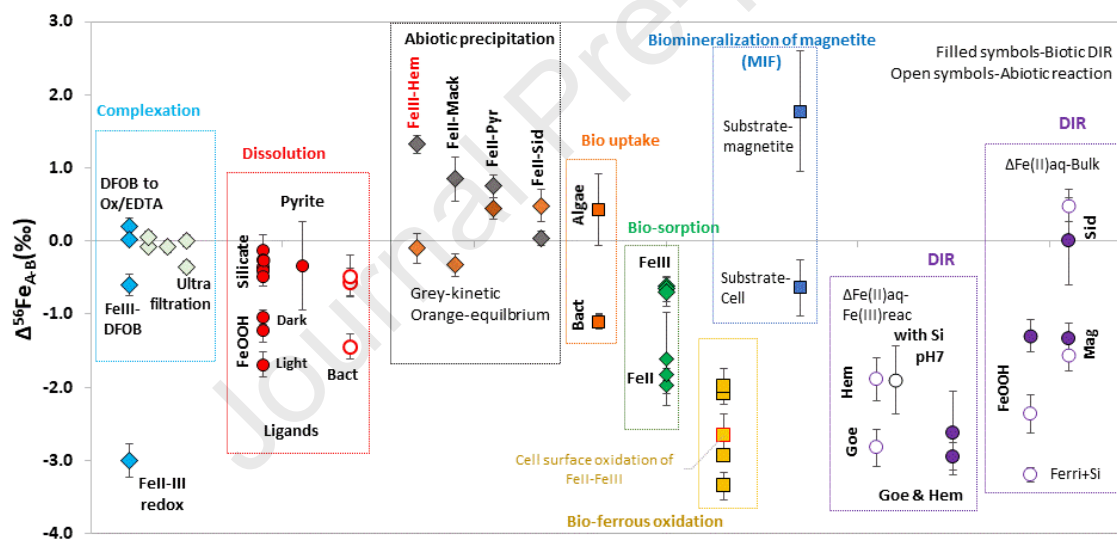 3.0
2.0
1.0
0.0
-1.0
-2.0
-3.0
-4.0
Δ⁵⁶Fe_A-B(‰)
Journal Pre-
Complexation
DFOB to
Ox/EDTA
Ultra
filtration
FeIII-
DFOB
FeII-III
redox
Dissolution
Pyrite
Silicate
FeOOH
Dark
Light
Bact
Ligands
Abiotic precipitation
FeIII-Hem
FeII-Mack
FeII-Pyr
FeII-Sid
Grey-kinetic
Orange-equilbrium
Bio uptake
Algae
Bact
Bio-sorption
FeIII
FeII
Biomineralization of magnetite
(MIF)
Substrate-
magnetite
Substrate-
Cell
Cell surface oxidation of
FeII-FeIII
Bio-ferrous oxidation
Filled symbols-Biotic DIR
Open symbols-Abiotic reaction
DIR
ΔFe(II)aq-
Fe(III)reac
with Si
pH7
Hem
Goe
Goe & Hem
DIR
ΔFe(II)aq-Bulk
Sid
Mag
FeOOH
Ferri+Si